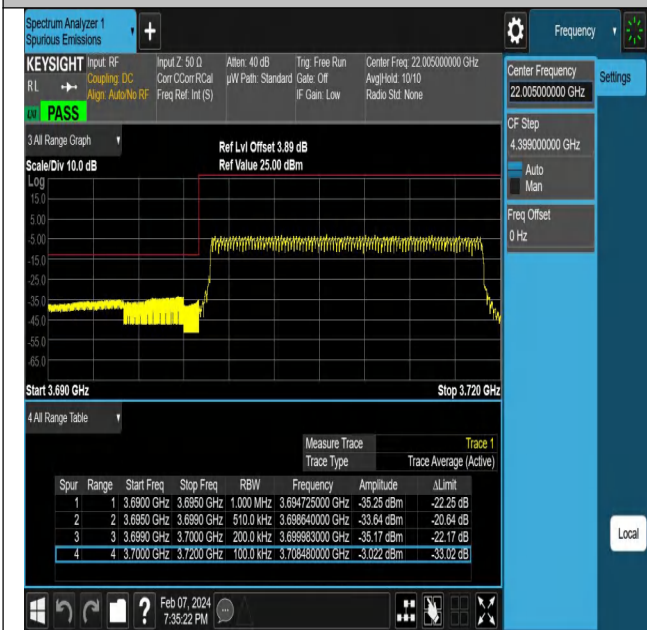 Spectrum Analyzer 1
Spurious Emissions
Frequency
KEYSIGHT Input: RF Input Z: 50 Ω Atten: 40 dB Trig: Free Run Center Freq: 22.005000000 GHz
RL Coupling: DC Corr CCorr RCal µW Path: Standard Gate: Off Avg|Hold: 10/10
Align: Auto/No RF Freq Ref: Int (S) IF Gain: Low Radio Std: None
PASS
3 All Range Graph
Ref Lvl Offset 3.89 dB
Scale/Div 10.0 dB Ref Value 25.00 dBm
Log
15.0
5.00
-5.00
-15.0
-25.0
-35.0
-45.0
-55.0
-65.0
Start 3.690 GHz Stop 3.720 GHz
4 All Range Table
Measure Trace Trace 1
Trace Type Trace Average (Active)
Spur Range Start Freq Stop Freq RBW Frequency Amplitude ΔLimit
1 1 3.6900 GHz 3.6950 GHz 1.000 MHz 3.694725000 GHz -35.25 dBm -22.25 dB
2 2 3.6950 GHz 3.6990 GHz 510.0 kHz 3.698640000 GHz -33.64 dBm -20.64 dB
3 3 3.6990 GHz 3.7000 GHz 200.0 kHz 3.699983000 GHz -35.17 dBm -22.17 dB
4 4 3.7000 GHz 3.7200 GHz 100.0 kHz 3.708480000 GHz -3.022 dBm -33.02 dB
Feb 07, 2024
7:35:22 PM
Center Frequency
22.005000000 GHz
Settings
CF Step
4.399000000 GHz
Auto
Man
Freq Offset
0 Hz
Local